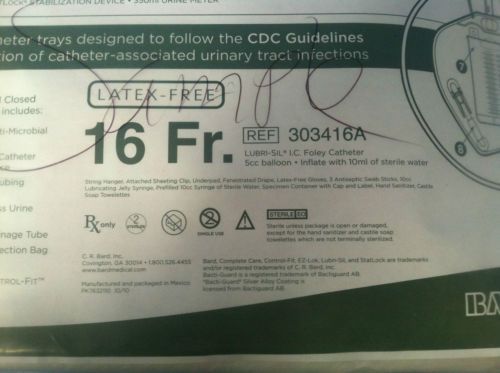 STABILIZATION DEVICE • 350ml URINE METER
eter trays designed to follow the CDC Guidelines
tion of catheter-associated urinary tract infections
Sample
l Closed
includes:
ti-Microbial
Catheter
ubing
ss Urine
nage Tube
ection Bag
TROL-FIT™
LATEX-FREE
16 Fr.
REF 303416A
LUBRI-SIL® I.C. Foley Catheter
5cc balloon • Inflate with 10ml of sterile water
String Hanger, Attached Sheeting Clip, Underpad, Fenestrated Drape, Latex-Free Gloves, 3 Antiseptic Swab Sticks, 10cc
Lubricating Jelly Syringe, Prefilled 10cc Syringe of Sterile Water, Specimen Container with Cap and Label, Hand Sanitizer, Castile
Soap Towelettes
Rx only
2
STERILIZE
SINGLE USE
STERILE EO
Sterile unless package is open or damaged,
except for the hand sanitizer and castile soap
towelettes which are not terminally sterilized.
C. R. Bard, Inc.
Covington, GA 30014 • 1.800.526.4455
www.bardmedical.com
Manufactured and packaged in Mexico
PK7632110 10/10
Bard, Complete Care, Control-Fit, EZ-Lok, Lubri-Sil, and StatLock are trademarks
and/or registered trademarks of C. R. Bard, Inc.
Bacti-Guard is a registered trademark of Bactiguard AB.
"Bacti-Guard" Silver Alloy Coating is
licensed from Bactiguard AB.
7
8
BA